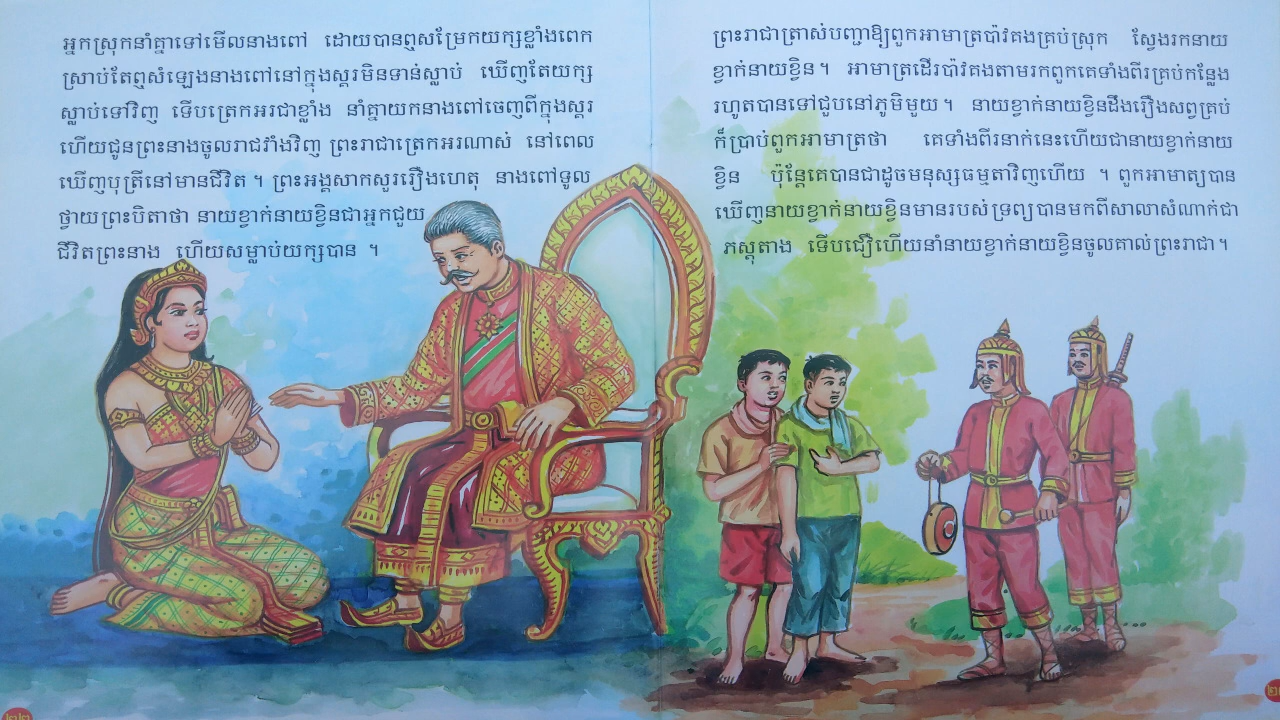 អ្នកស្រុកនាំគ្នាទៅមើលនាងពៅ ដោយបានឮសម្រែកយក្សខ្លាំងពេក
ស្រាប់តែឮសំឡេងនាងពៅនៅក្នុងស្គរមិនទាន់ស្លាប់ ឃើញតែយក្ស
ស្លាប់ទៅវិញ ទើបត្រេកអរជាខ្លាំង នាំគ្នាយកនាងពៅចេញពីក្នុងស្គរ
ហើយជូនព្រះនាងចូលរាជវាំងវិញ ព្រះរាជាត្រេកអរណាស់ នៅពេល
ឃើញបុត្រីនៅមានជីវិត ។ ព្រះអង្គសាកសួររឿងហេតុ នាងពៅទូល
ថ្វាយព្រះបិតាថា នាយខ្វាក់នាយខ្វិនជាអ្នកជួយ
ជីវិតព្រះនាង ហើយសម្លាប់យក្សបាន ។
ព្រះរាជាត្រាស់បញ្ជាឱ្យពួកអាមាត្រប៉ាវគងគ្រប់ស្រុក ស្វែងរកនាយ
ខ្វាក់នាយខ្វិន ។ អាមាត្រដើរប៉ាវគងតាមរកពួកគេទាំងពីរគ្រប់កន្លែង
រហូតបានទៅជួបនៅភូមិមួយ ។ នាយខ្វាក់នាយខ្វិនដឹងរឿងសព្វគ្រប់
ក៏ប្រាប់ពួកអាមាត្រថា គេទាំងពីរនាក់នេះហើយជានាយខ្វាក់នាយ
ខ្វិន ប៉ុន្តែគេបានជាដូចមនុស្សធម្មតាវិញហើយ ។ ពួកអាមាត្យបាន
ឃើញនាយខ្វាក់នាយខ្វិនមានរបស់ទ្រព្យបានមកពីសាលាសំណាក់ជា
ភស្តុតាង ទើបជឿហើយនាំនាយខ្វាក់នាយខ្វិនចូលគាល់ព្រះរាជា ។
២២